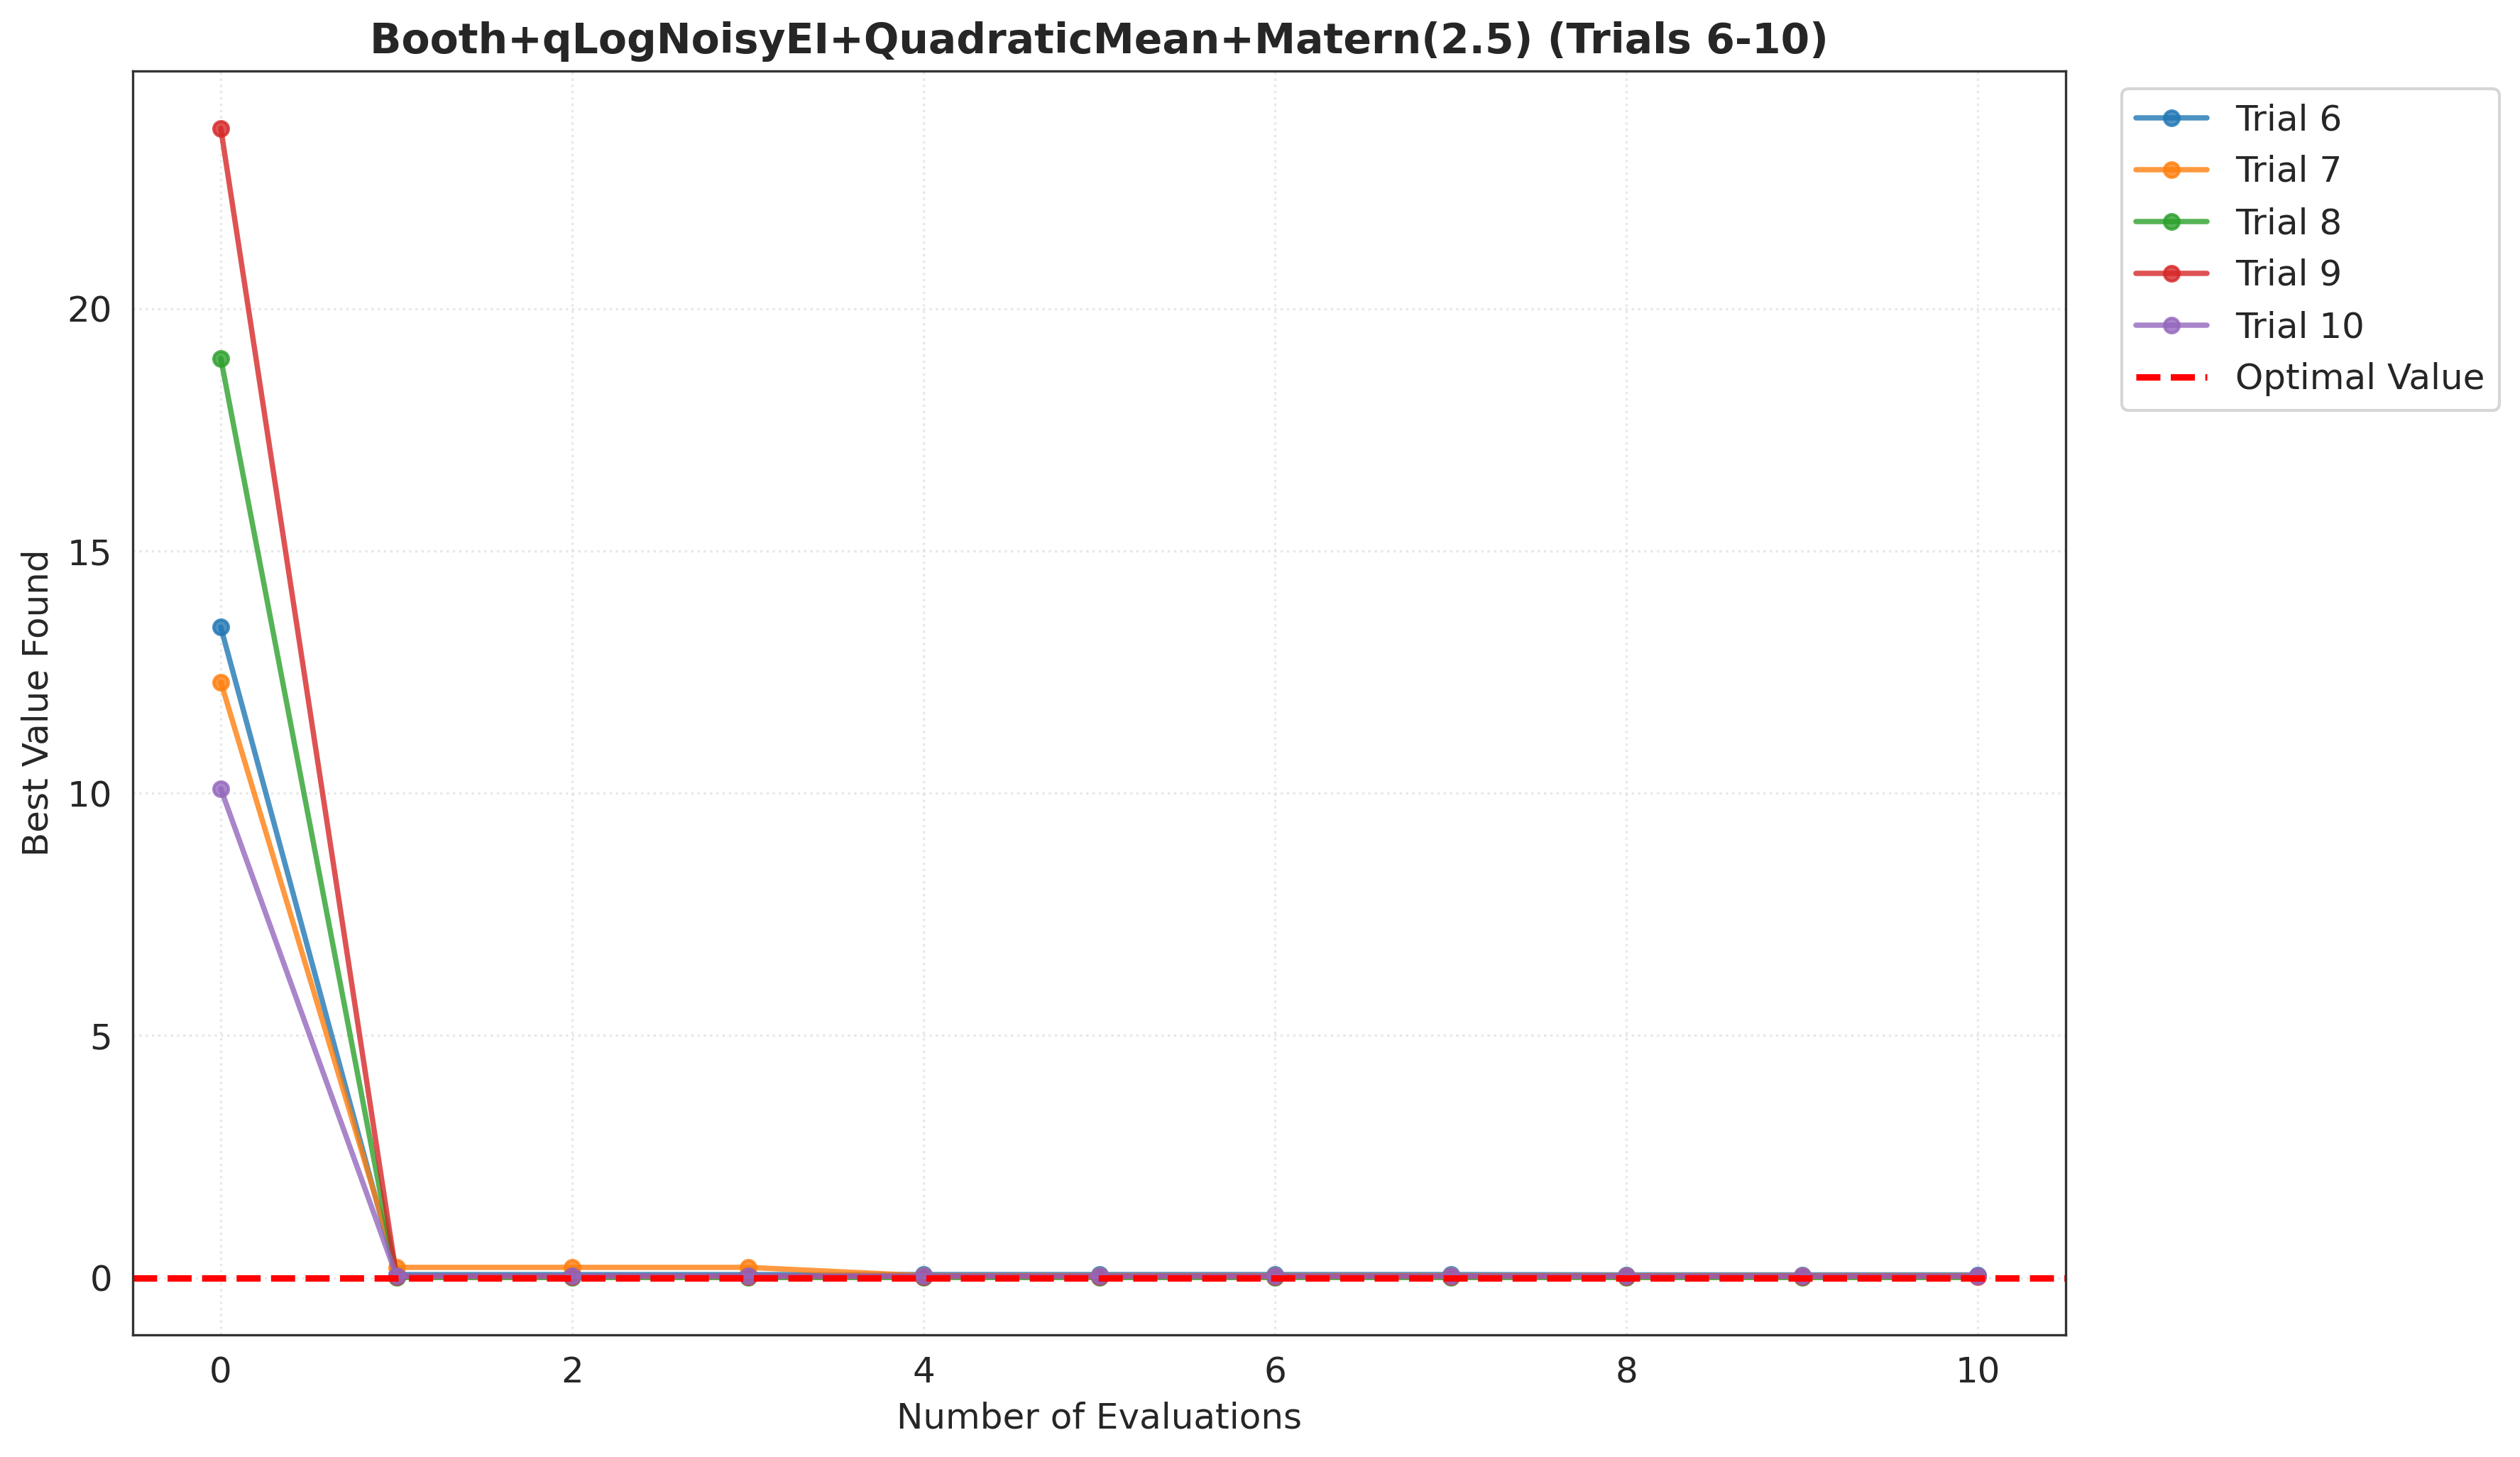 Booth+qLogNoisyEI+QuadraticMean+Matern(2.5) (Trials 6-10)
Trial 6
Trial 7
Trial 8
Trial 9
Trial 10
Optimal Value
Best Value Found
20
15
10
5
0
0 2 4 6 8 10
Number of Evaluations